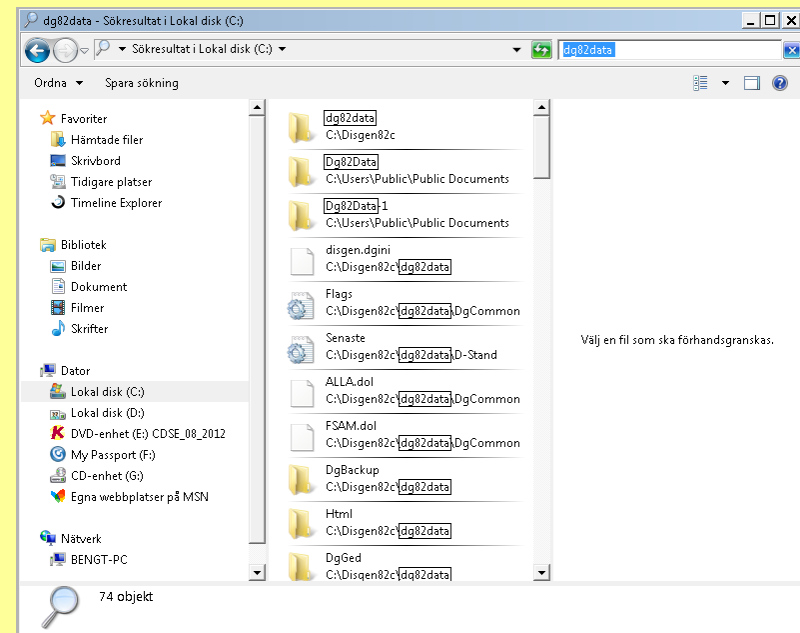 dg82data - Sökresultat i Lokal disk (C:)
Sökresultat i Lokal disk (C:)
dg82data
Ordna
Spara sökning
Favoriter
Hämtade filer
Skrivbord
Tidigare platser
Timeline Explorer
Bibliotek
Bilder
Dokument
Filmer
Skrifter
Dator
Lokal disk (C:)
Lokal disk (D:)
DVD-enhet (E:) CDSE_08_2012
My Passport (F:)
CD-enhet (G:)
Egna webbplatser på MSN
Nätverk
BENGT-PC
dg82data
C:\Disgen82c
Dg82Data
C:\Users\Public\Public Documents
Dg82Data-1
C:\Users\Public\Public Documents
disgen.dgini
C:\Disgen82c\dg82data
Flags
C:\Disgen82c\dg82data\DgCommon
Senaste
C:\Disgen82c\dg82data\D-Stand
ALLA.dol
C:\Disgen82c\dg82data\DgCommon
FSAM.dol
C:\Disgen82c\dg82data\DgCommon
DgBackup
C:\Disgen82c\dg82data
Html
C:\Disgen82c\dg82data
DgGed
C:\Disgen82c\dg82data
Välj en fil som ska förhandsgranskas.
74 objekt